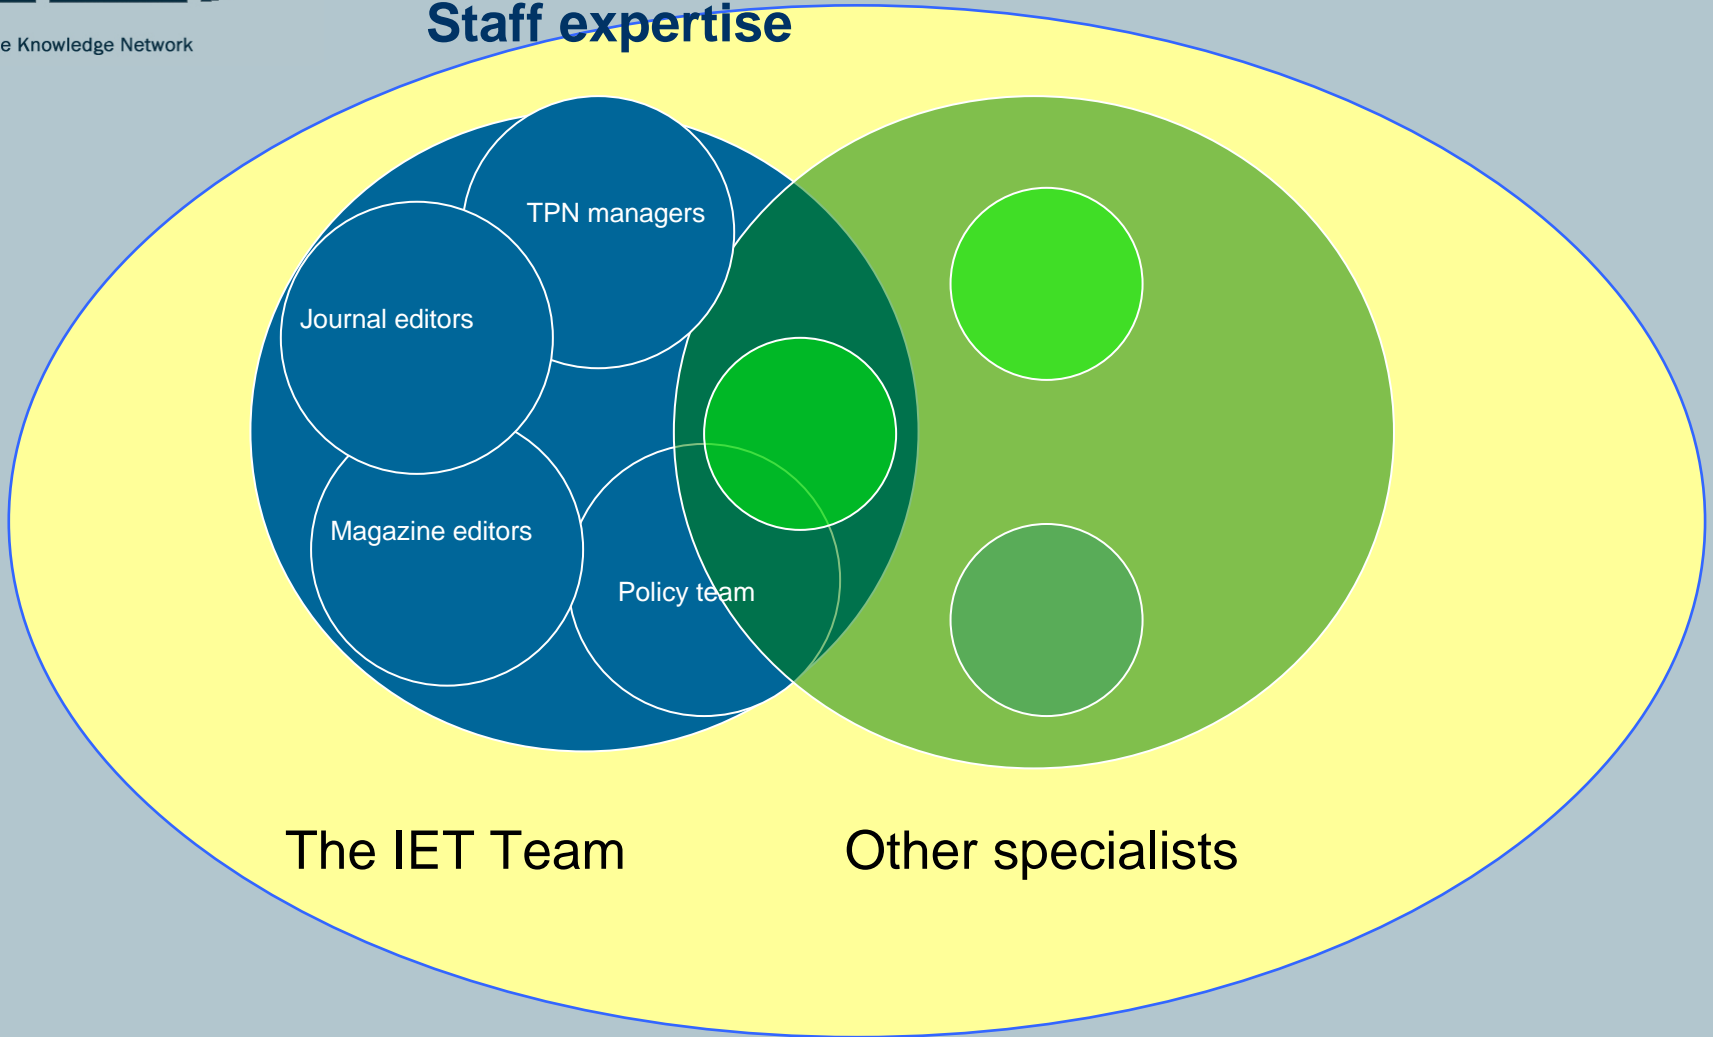 Staff expertise
e Knowledge Network
TPN managers
Journal editors
Magazine editors
Policy team
The IET Team
Other specialists